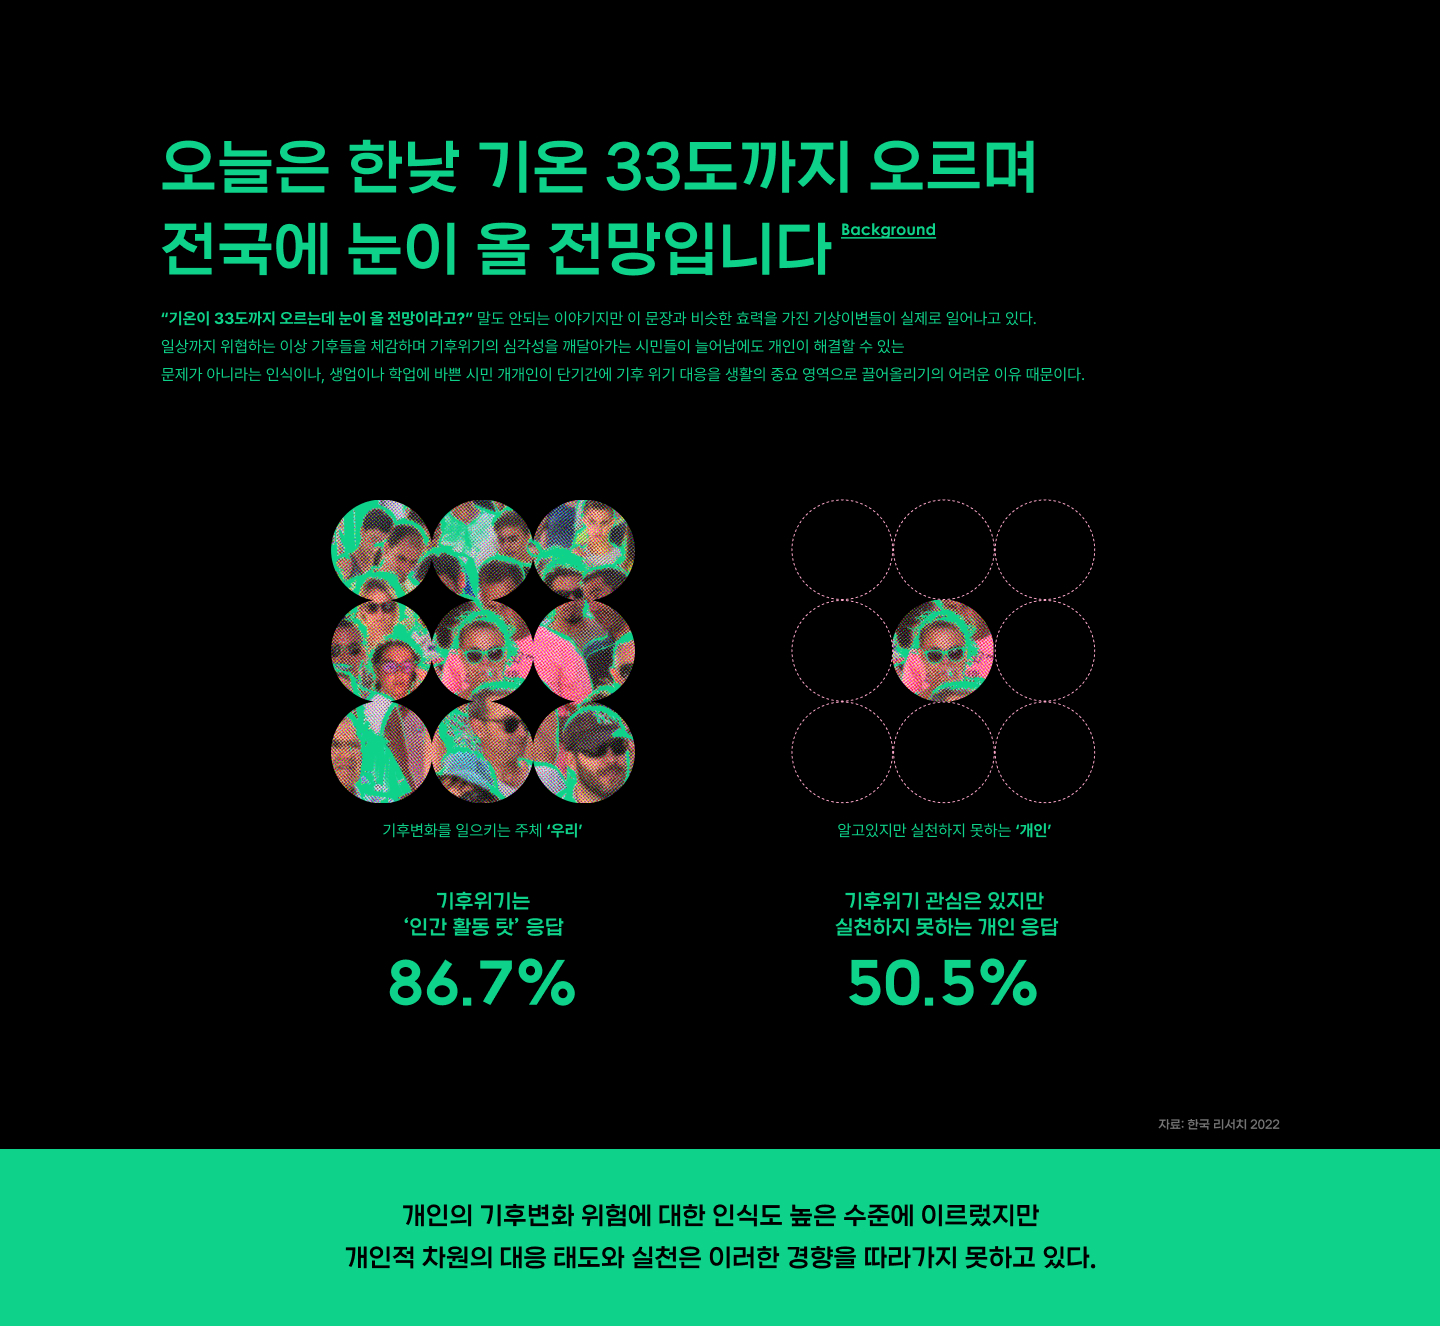 오늘은 한낮 기온 33도까지 오르며
전국에 눈이 올 전망입니다 Background
“기온이 33도까지 오르는데 눈이 올 전망이라고?” 말도 안되는 이야기지만 이 문장과 비슷한 효력을 가진 기상이변들이 실제로 일어나고 있다.
일상까지 위협하는 이상 기후들을 체감하며 기후위기의 심각성을 깨달아가는 시민들이 늘어남에도 개인이 해결할 수 있는
문제가 아니라는 인식이나, 생업이나 학업에 바쁜 시민 개개인이 단기간에 기후 위기 대응을 생활의 중요 영역으로 끌어올리기의 어려운 이유 때문이다.
기후변화를 일으키는 주체 ‘우리’
알고있지만 실천하지 못하는 ‘개인’
기후위기는
‘인간 활동 탓’ 응답
86.7%
기후위기 관심은 있지만
실천하지 못하는 개인 응답
50.5%
자료: 한국 리서치 2022
개인의 기후변화 위험에 대한 인식도 높은 수준에 이르렀지만
개인적 차원의 대응 태도와 실천은 이러한 경향을 따라가지 못하고 있다.